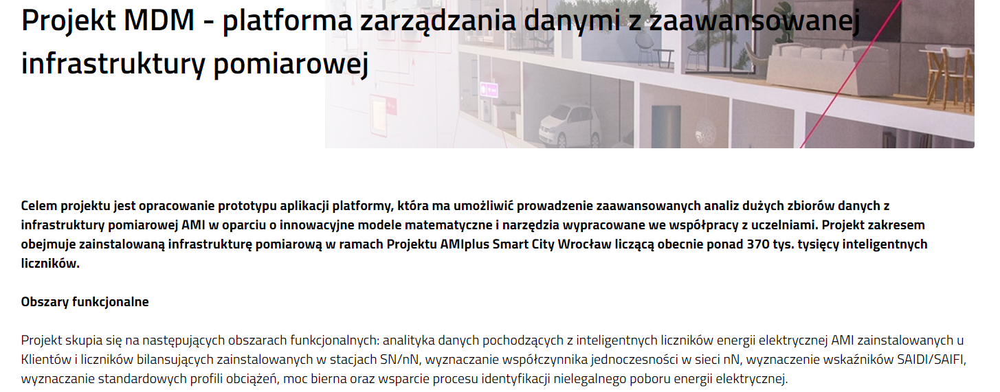 Projekt MDM - platforma zarządzania danymi z zaawansowanej
infrastruktury pomiarowej
Celem projektu jest opracowanie prototypu aplikacji platformy, która ma umożliwić prowadzenie zaawansowanych analiz dużych zbiorów danych z
infrastruktury pomiarowej AMI w oparciu o innowacyjne modele matematyczne i narzędzia wypracowane we współpracy z uczelniami. Projekt zakresem
obejmuje zainstalowaną infrastrukturę pomiarową w ramach Projektu AMIplus Smart City Wrocław liczącą obecnie ponad 370 tys. tysięcy inteligentnych
liczników.
Obszary funkcjonalne
Projekt skupia się na następujących obszarach funkcjonalnych: analityka danych pochodzących z inteligentnych liczników energii elektrycznej AMI zainstalowanych u
Klientów i liczników bilansujących zainstalowanych w stacjach SN/nN, wyznaczanie współczynnika jednoczesności w sieci nN, wyznaczenie wskaźników SAIDI/SAIFI,
wyznaczanie standardowych profili obciążeń, moc bierna oraz wsparcie procesu identyfikacji nielegalnego poboru energii elektrycznej.